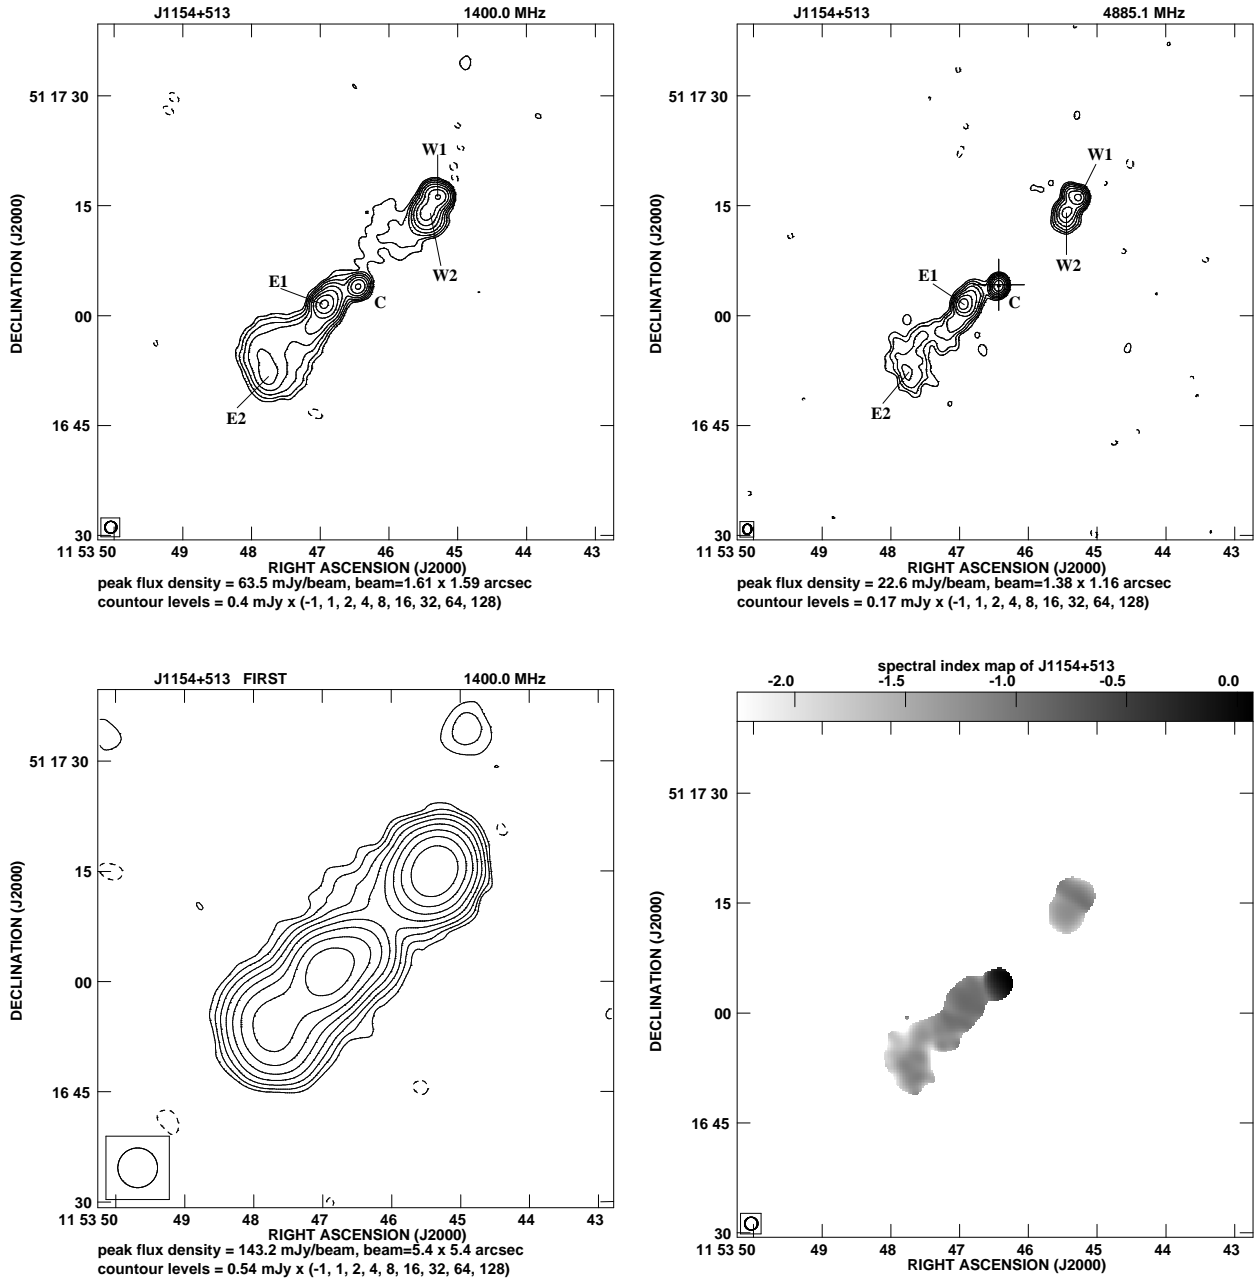 J1154+513 1400.0 MHz
51 17 30
15
00
16 45
30
DECLINATION (J2000)
W1
W2
E1
C
E2
11 53 50 49 48 47 46 45 44 43
RIGHT ASCENSION (J2000)
peak flux density = 63.5 mJy/beam, beam=1.61 x 1.59 arcsec
countour levels = 0.4 mJy x (-1, 1, 2, 4, 8, 16, 32, 64, 128)
J1154+513 4885.1 MHz
51 17 30
15
00
16 45
30
DECLINATION (J2000)
W1
W2
E1
C
E2
11 53 50 49 48 47 46 45 44 43
RIGHT ASCENSION (J2000)
peak flux density = 22.6 mJy/beam, beam=1.38 x 1.16 arcsec
countour levels = 0.17 mJy x (-1, 1, 2, 4, 8, 16, 32, 64, 128)
J1154+513 FIRST 1400.0 MHz
51 17 30
15
00
16 45
30
DECLINATION (J2000)
11 53 50 49 48 47 46 45 44 43
RIGHT ASCENSION (J2000)
peak flux density = 143.2 mJy/beam, beam=5.4 x 5.4 arcsec
countour levels = 0.54 mJy x (-1, 1, 2, 4, 8, 16, 32, 64, 128)
spectral index map of J1154+513
-2.0 -1.5 -1.0 -0.5 0.0
51 17 30
15
00
16 45
30
DECLINATION (J2000)
11 53 50 49 48 47 46 45 44 43
RIGHT ASCENSION (J2000)